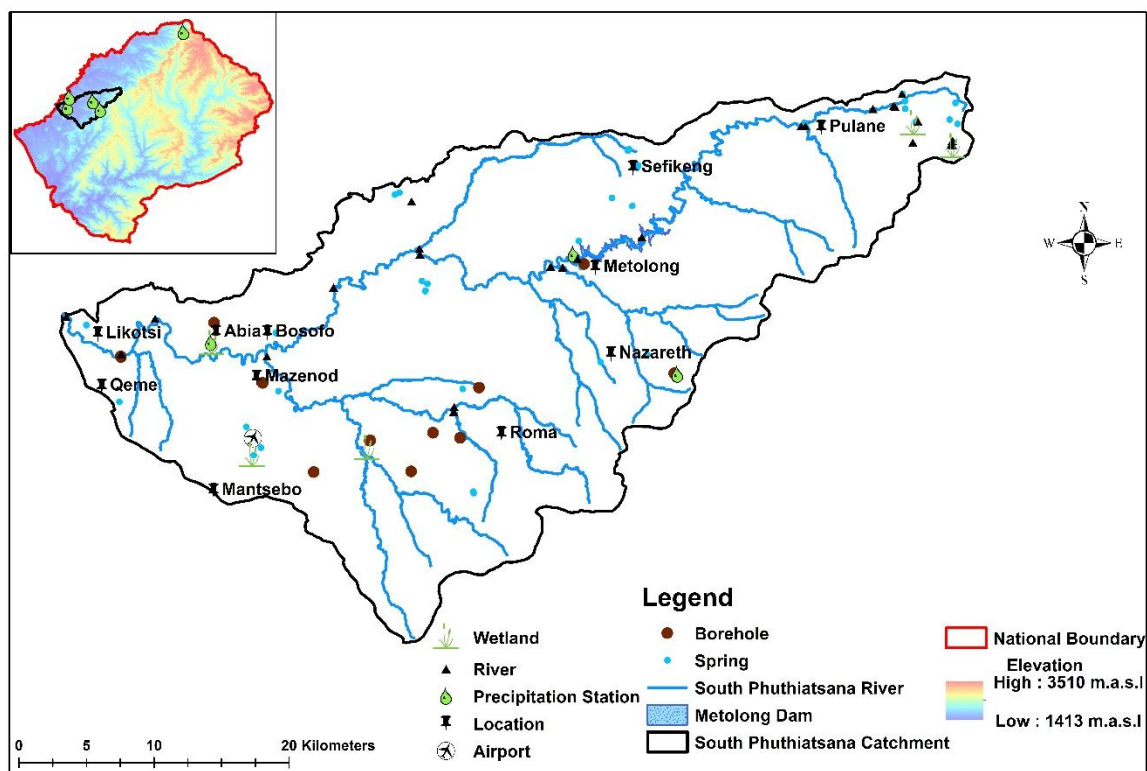 Pulane
Sefikeng
N
W E
S
Metolong
Likotsi
Abia
Bosofo
Nazareth
Qeme
Mazenod
Roma
Mantsebo
Legend
Wetland
River
Precipitation Station
Location
Airport
Borehole
Spring
South Phuthiatsana River
Metolong Dam
South Phuthiatsana Catchment
National Boundary
Elevation
High : 3510 m.a.s.l
Low : 1413 m.a.s.l
0 5 10 20 Kilometers